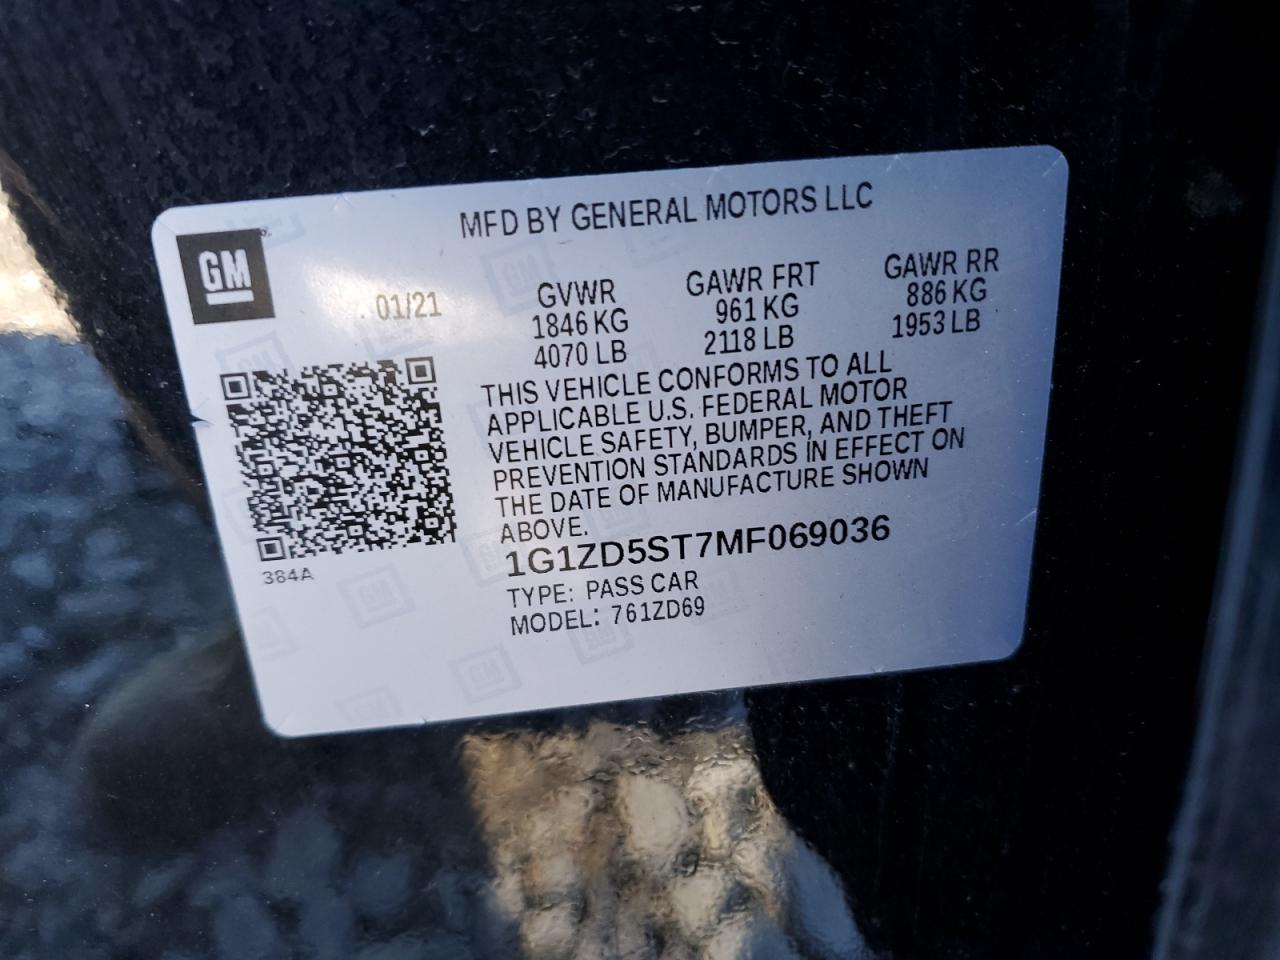 MFD BY GENERAL MOTORS LLC
GM
01/21
GVWR
1846 KG
4070 LB
GAWR FRT
961 KG
2118 LB
GAWR RR
886 KG
1953 LB
THIS VEHICLE CONFORMS TO ALL
APPLICABLE U.S. FEDERAL MOTOR
VEHICLE SAFETY, BUMPER, AND THEFT
PREVENTION STANDARDS IN EFFECT ON
THE DATE OF MANUFACTURE SHOWN
ABOVE.
1G1ZD5ST7MF069036
TYPE: PASS CAR
MODEL: 761ZD69
384A